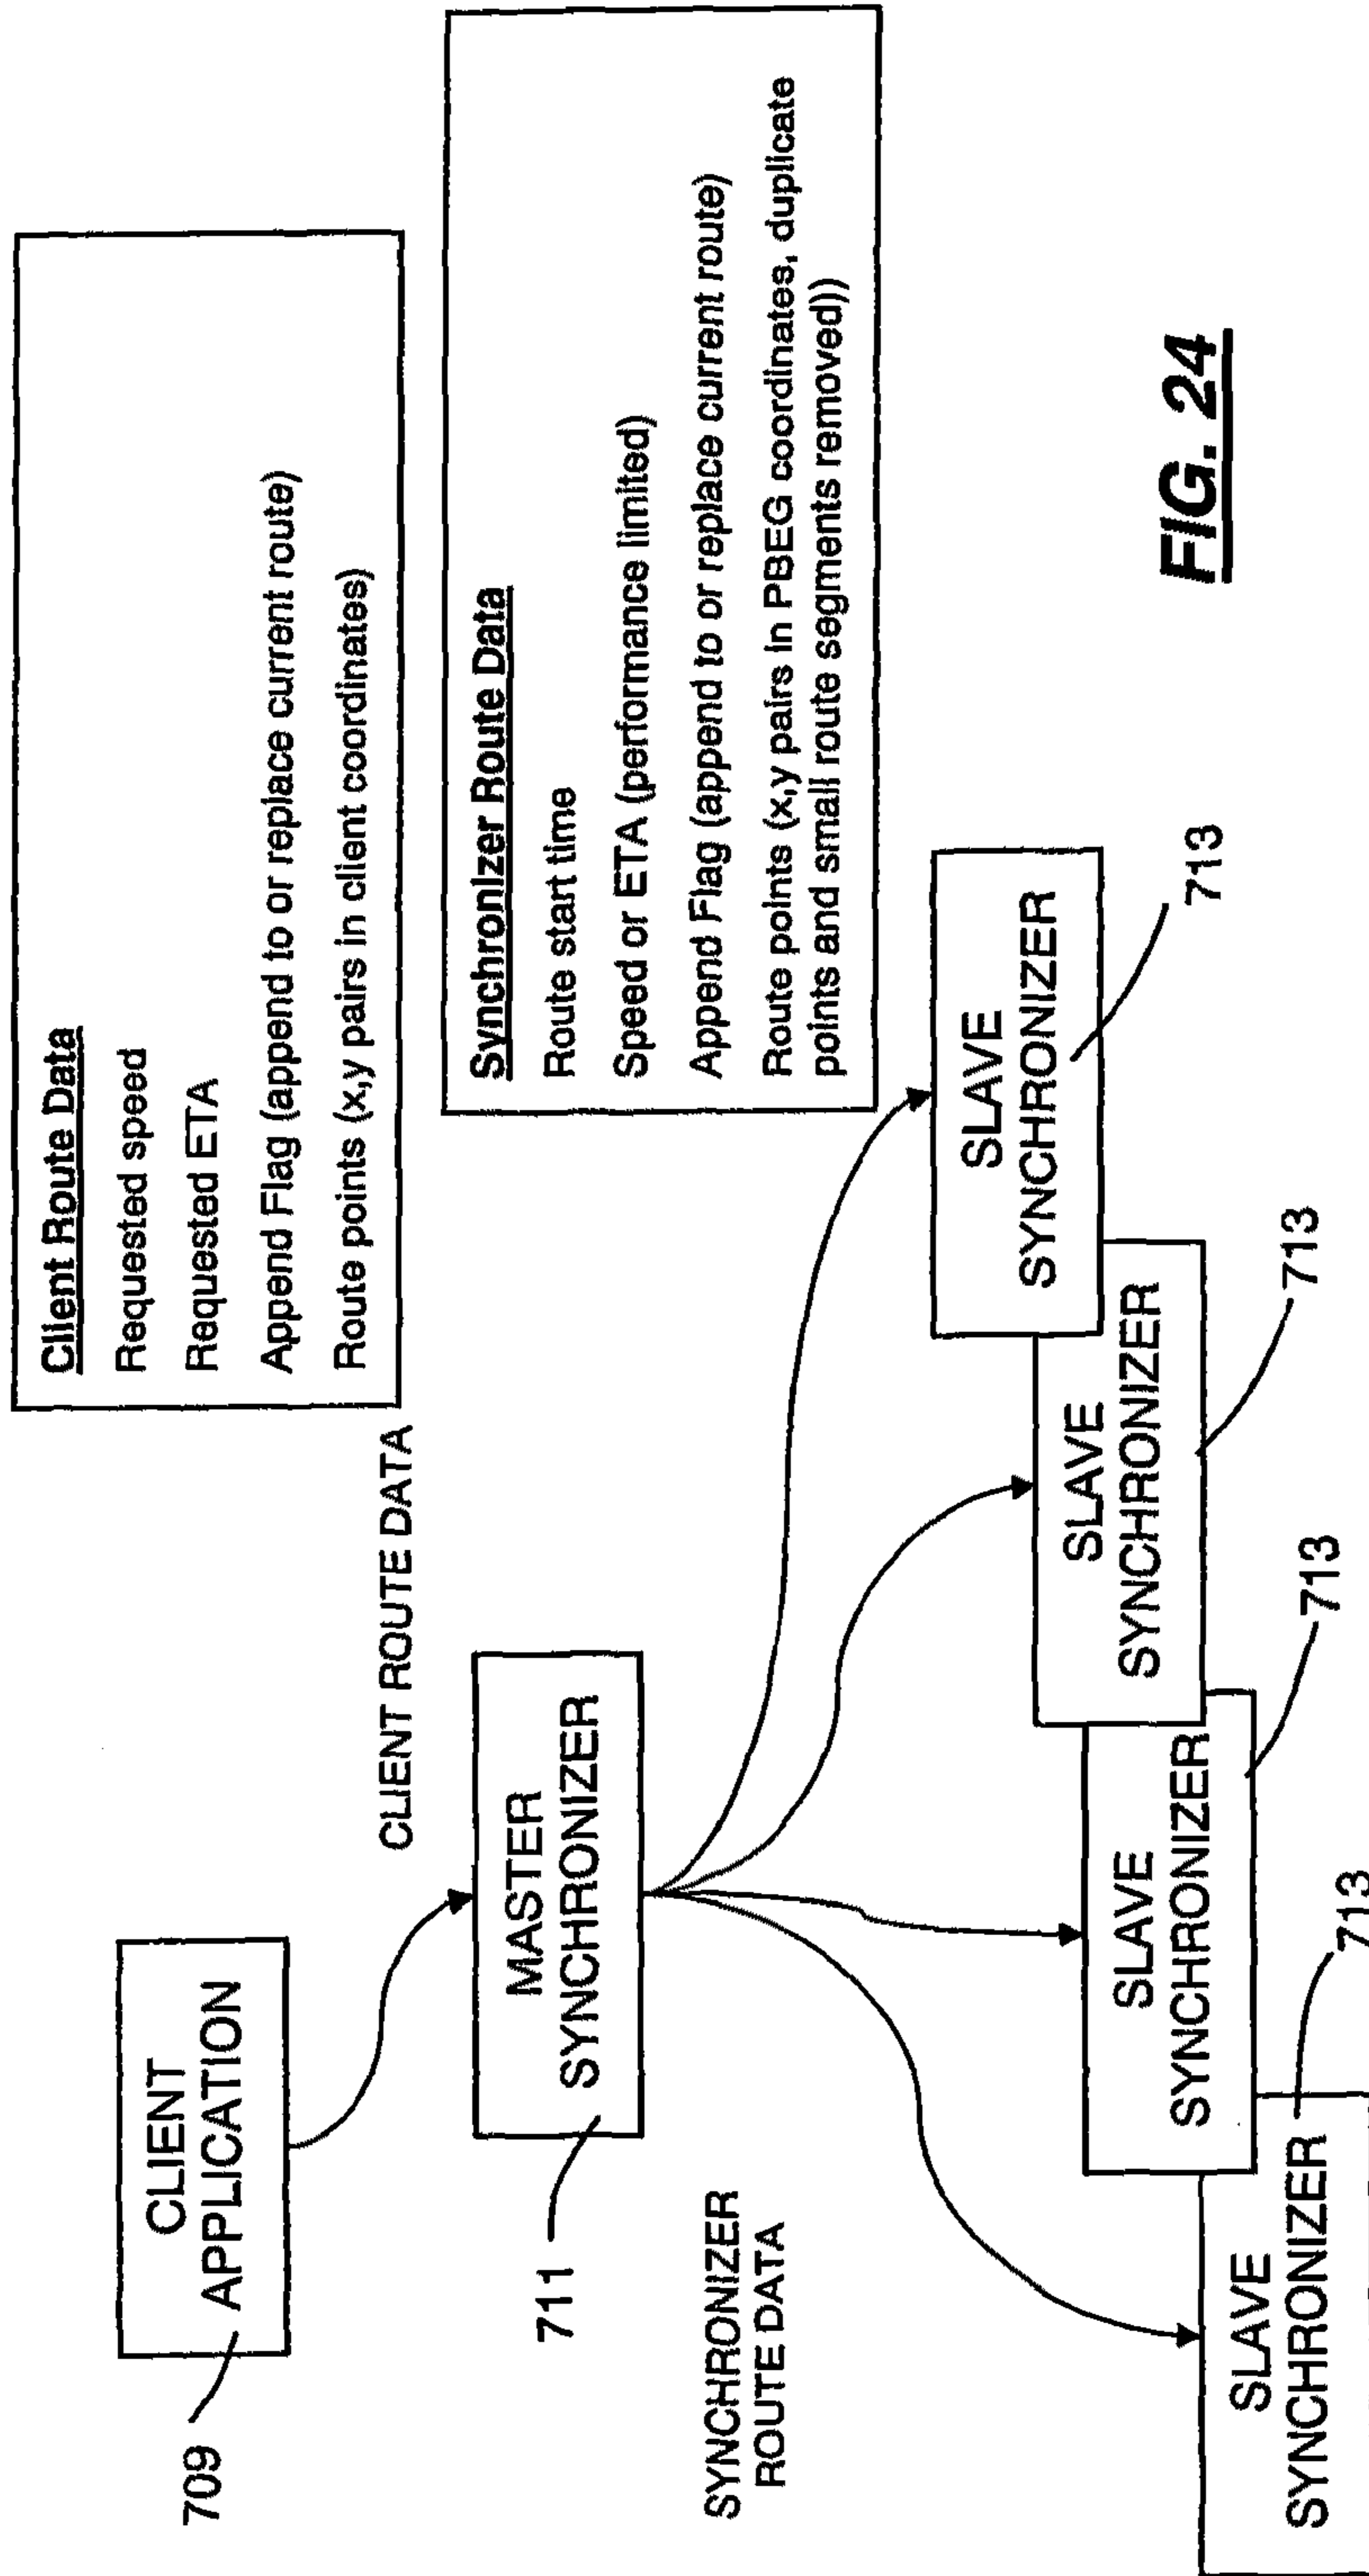 709
CLIENT
APPLICATION
CLIENT ROUTE DATA
Client Route Data
Requested speed
Requested ETA
Append Flag (append to or replace current route)
Route points (x,y pairs in client coordinates)
711
MASTER
SYNCHRONIZER
SYNCHRONIZER
ROUTE DATA
Synchronizer Route Data
Route start time
Speed or ETA (performance limited)
Append Flag (append to or replace current route)
Route points (x,y pairs in PBEG coordinates, duplicate
points and small route segments removed))
SLAVE
SYNCHRONIZER
713
SLAVE
SYNCHRONIZER
713
SLAVE
SYNCHRONIZER
713
SLAVE
SYNCHRONIZER
713
FIG. 24